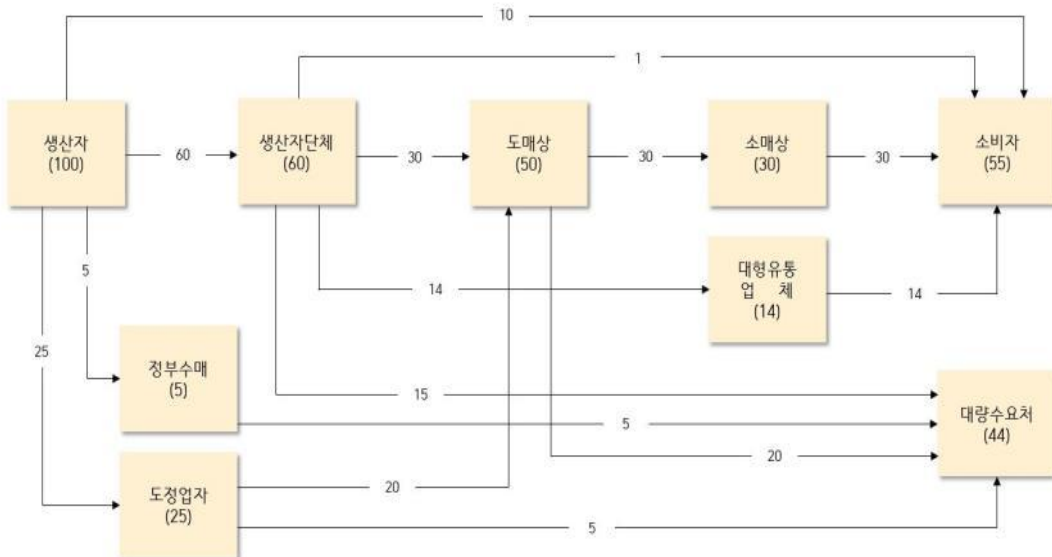 10
1
생산자
(100)
60
생산자단체
(60)
30
도매상
(50)
30
소매상
(30)
30
소비자
(55)
5
14
대형유통
업 체
(14)
14
25
정부수매
(5)
15
5
대량수요처
(44)
20
도정업자
(25)
20
5